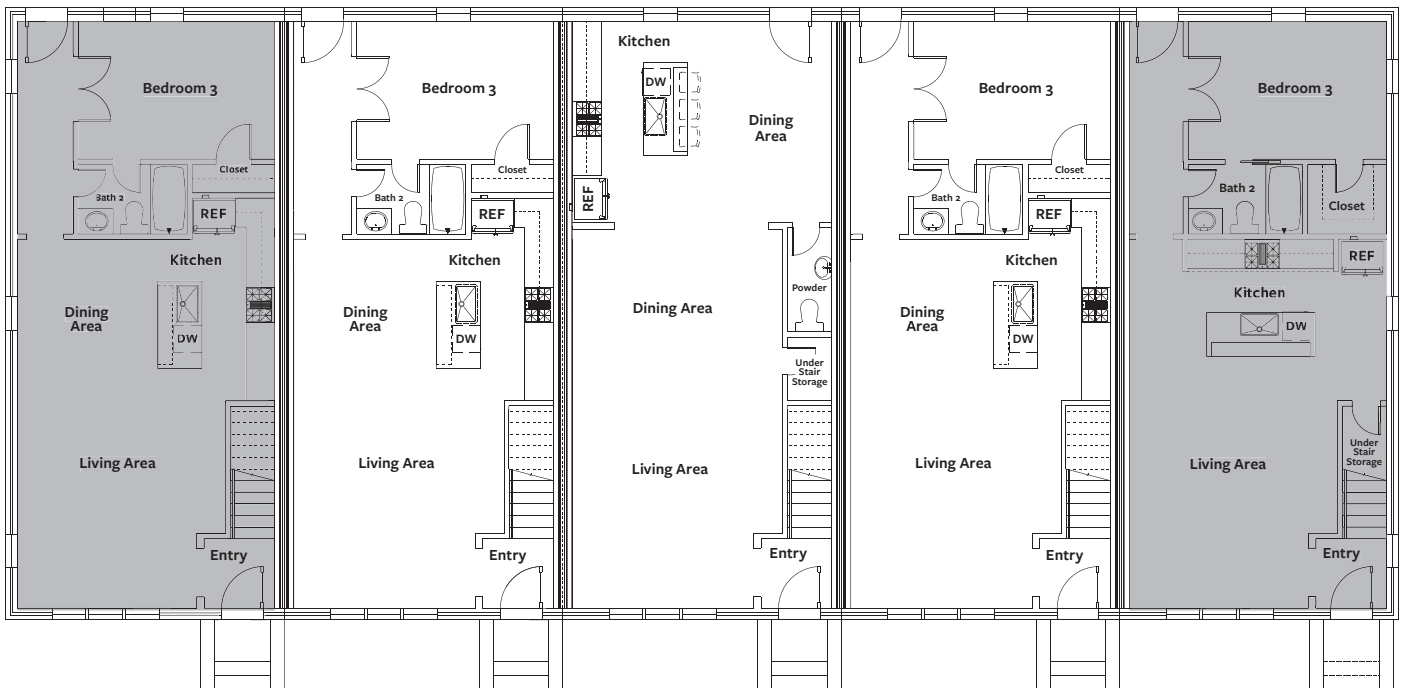 Bedroom 3
Closet
Bath 2
REF
Kitchen
Dining
Area
DW
Living Area
Entry
Bedroom 3
Closet
Bath 2
REF
Kitchen
Dining
Area
DW
Living Area
Entry
Kitchen
DW
Dining
Area
REF
Powder
Dining Area
Under
Stair
Storage
Living Area
Entry
Bedroom 3
Closet
Bath 2
REF
Kitchen
Dining
Area
DW
Living Area
Entry
Bedroom 3
Bath 2
Closet
REF
Kitchen
DW
Under
Stair
Storage
Living Area
Entry